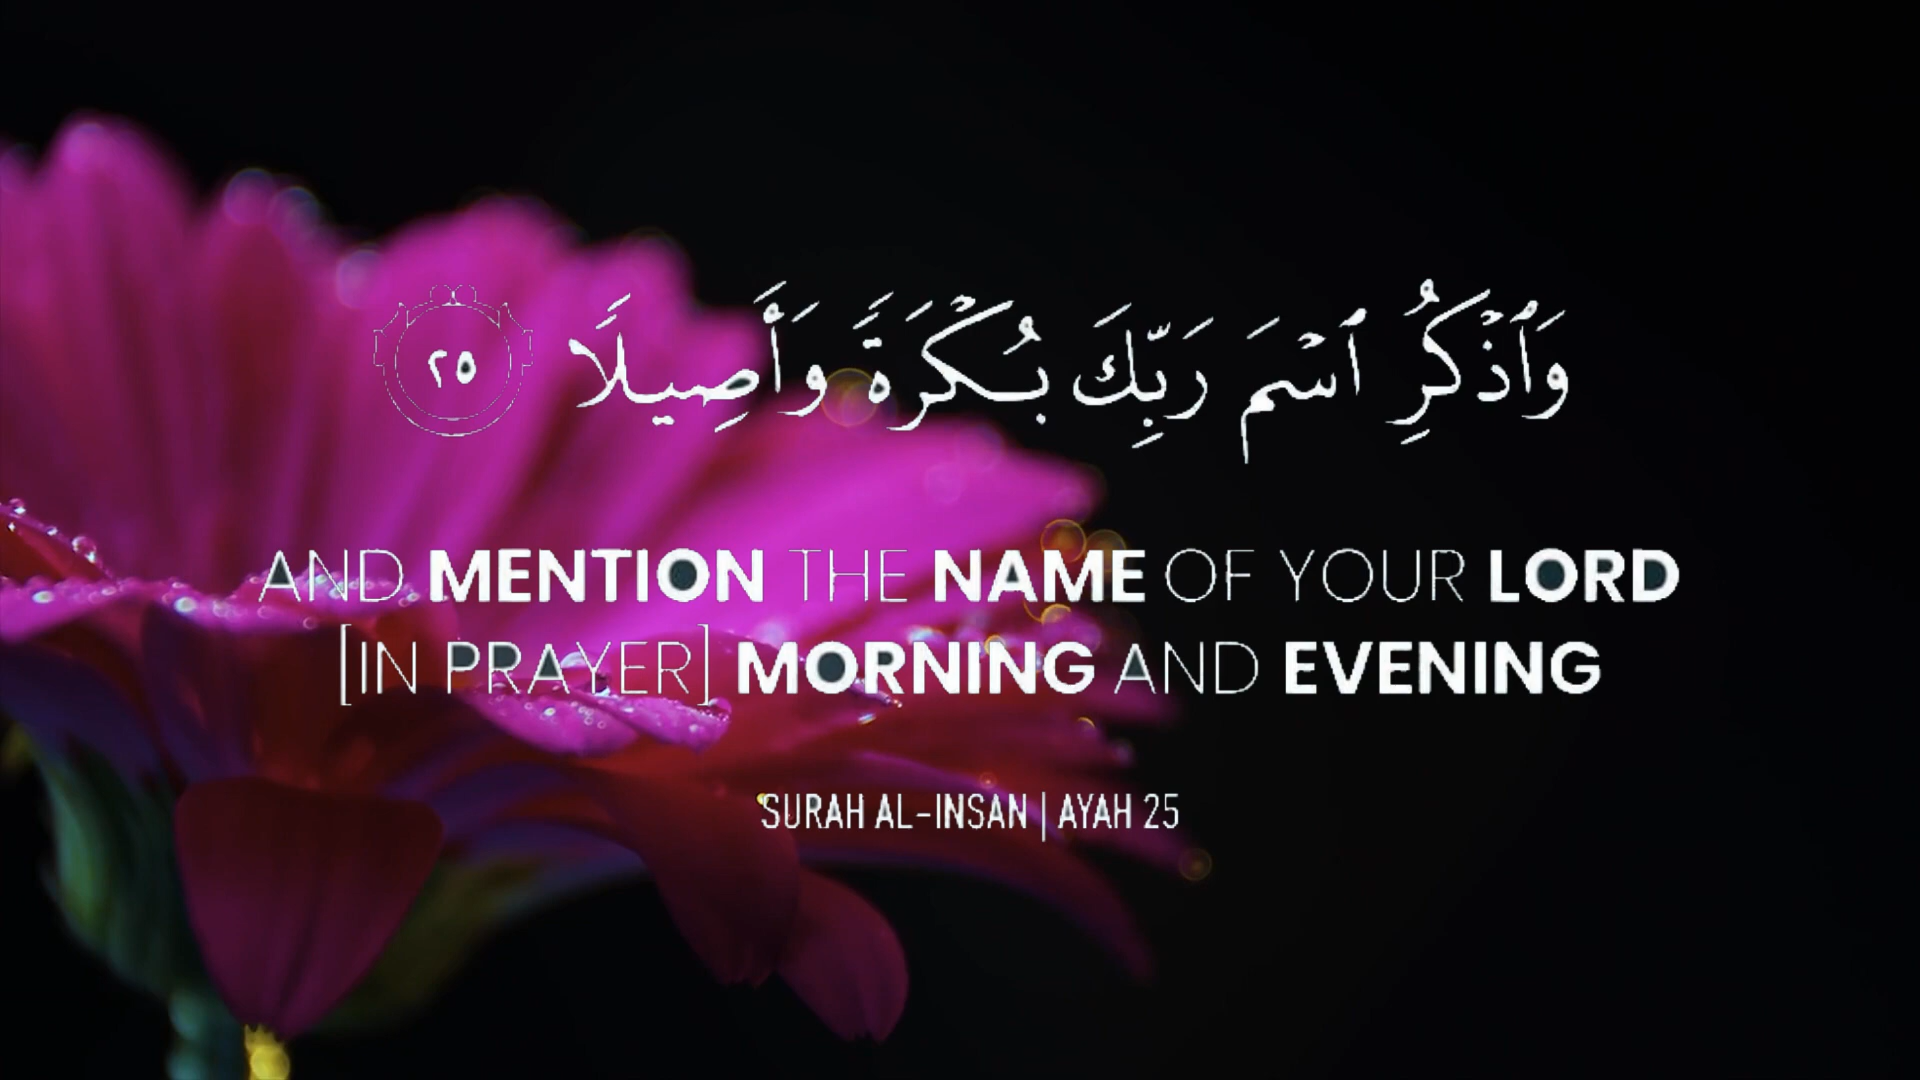 وَٱذْكُرِ ٱسْمَ رَبِّكَ بُكْرَةً وَأَصِيلًا ٢٥
AND MENTION THE NAME OF YOUR LORD
[IN PRAYER] MORNING AND EVENING
SURAH AL-INSAN | AYAH 25